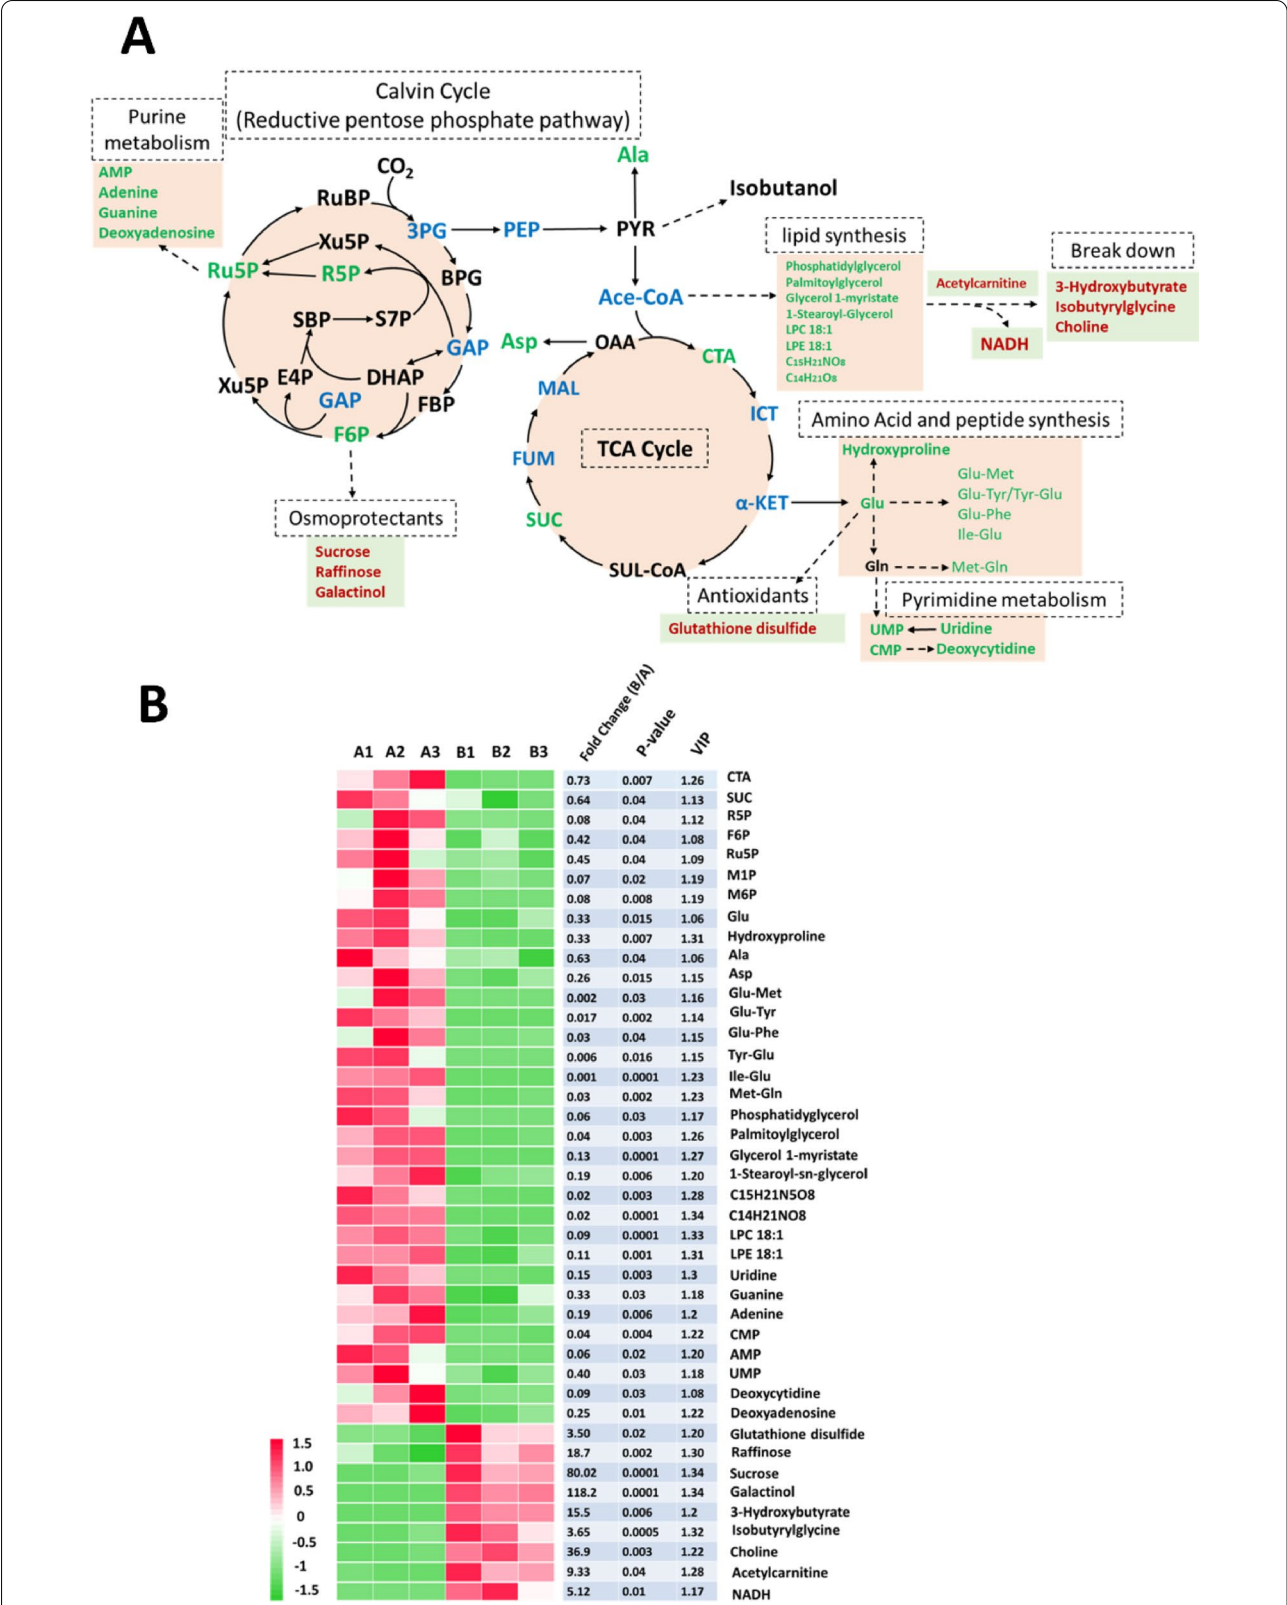 A
Calvin Cycle
(Reductive pentose phosphate pathway)
Purine
metabolism
AMP
Adenine
Guanine
Deoxyadenosine
CO2
RuBP
3PG
PEP
PYR
Ala
Isobutanol
Xu5P
Ru5P
R5P
BPG
SBP
S7P
GAP
Xu5P
E4P
DHAP
GAP
FBP
F6P
Osmoprotectants
Sucrose
Raffinose
Galactinol
Ace-CoA
Asp
OAA
CTA
MAL
ICT
TCA Cycle
FUM
α-KET
SUC
SUL-CoA
lipid synthesis
Phosphatidylglycerol
Palmitoylglycerol
Glycerol 1-myristate
1-Stearoyl-Glycerol
LPC 18:1
LPE 18:1
C15H21NO8
C14H21O8
Acetylcarnitine
NADH
Break down
3-Hydroxybutyrate
Isobutyrylglycine
Choline
Amino Acid and peptide synthesis
Hydroxyproline
Glu
Glu-Met
Glu-Tyr/Tyr-Glu
Glu-Phe
Ile-Glu
Gln
Met-Gln
Antioxidants
Glutathione disulfide
Pyrimidine metabolism
UMP Uridine
CMP Deoxycytidine
B
A1 A2 A3 B1 B2 B3 Fold Change (B/A) P-value VIP
0.73 0.007 1.26 CTA
0.64 0.04 1.13 SUC
0.08 0.04 1.12 R5P
0.42 0.04 1.08 F6P
0.45 0.04 1.09 Ru5P
0.07 0.02 1.19 M1P
0.08 0.008 1.19 M6P
0.33 0.015 1.06 Glu
0.33 0.007 1.31 Hydroxyproline
0.63 0.04 1.06 Ala
0.26 0.015 1.15 Asp
0.002 0.03 1.16 Glu-Met
0.017 0.002 1.14 Glu-Tyr
0.03 0.04 1.15 Glu-Phe
0.006 0.016 1.15 Tyr-Glu
0.001 0.0001 1.23 Ile-Glu
0.03 0.002 1.23 Met-Gln
0.06 0.03 1.17 Phosphatidyglycerol
0.04 0.003 1.26 Palmitoylglycerol
0.13 0.0001 1.27 Glycerol 1-myristate
0.19 0.006 1.20 1-Stearoyl-sn-glycerol
0.02 0.003 1.28 C15H21N5O8
0.02 0.0001 1.34 C14H21NO8
0.09 0.0001 1.33 LPC 18:1
0.11 0.001 1.31 LPE 18:1
0.15 0.003 1.3 Uridine
0.33 0.03 1.18 Guanine
0.19 0.006 1.2 Adenine
0.04 0.004 1.22 CMP
0.06 0.02 1.20 AMP
0.40 0.03 1.18 UMP
0.09 0.03 1.08 Deoxycytidine
0.25 0.01 1.22 Deoxyadenosine
3.50 0.02 1.20 Glutathione disulfide
18.7 0.002 1.30 Raffinose
80.02 0.0001 1.34 Sucrose
118.2 0.0001 1.34 Galactinol
15.5 0.006 1.2 3-Hydroxybutyrate
3.65 0.0005 1.32 Isobutyrylglycine
36.9 0.003 1.22 Choline
9.33 0.04 1.28 Acetylcarnitine
5.12 0.01 1.17 NADH
1.5
1.0
0.5
0
-0.5
-1
-1.5